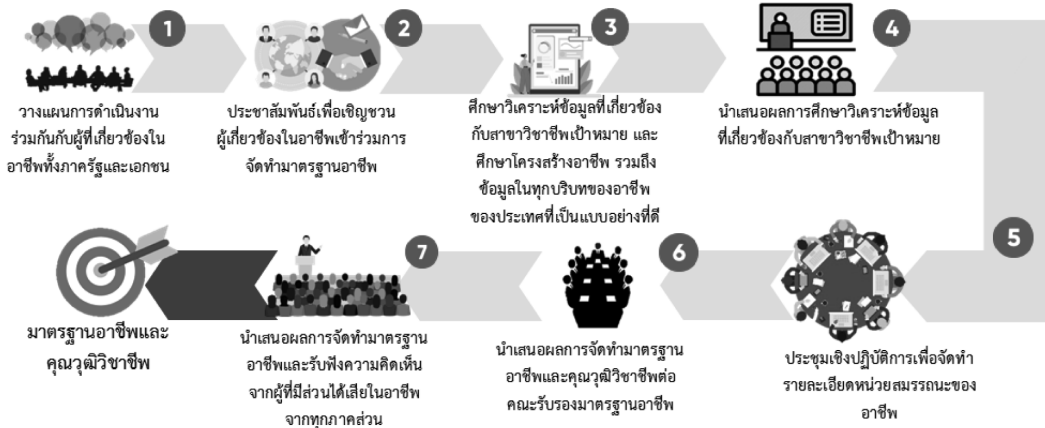 1
วางแผนการดำเนินงาน
ร่วมกันกับผู้ที่เกี่ยวข้องใน
อาชีพทั้งภาครัฐและเอกชน
2
ประชาสัมพันธ์เพื่อเชิญชวน
ผู้เกี่ยวข้องในอาชีพเข้าร่วมการ
จัดทำมาตรฐานอาชีพ
3
ศึกษาวิเคราะห์ข้อมูลที่เกี่ยวข้อง
กับสาขาวิชาชีพเป้าหมาย และ
ศึกษาโครงสร้างอาชีพ รวมถึง
ข้อมูลในทุกบริบทของอาชีพ
ของประเทศที่เป็นแบบอย่างที่ดี
4
นำเสนอผลการศึกษาวิเคราะห์ข้อมูล
ที่เกี่ยวข้องกับสาขาวิชาชีพเป้าหมาย
5
ประชุมเชิงปฏิบัติการเพื่อจัดทำ
รายละเอียดหน่วยสมรรถนะของ
อาชีพ
6
นำเสนอผลการจัดทำมาตรฐาน
อาชีพและคุณวุฒิวิชาชีพต่อ
คณะรับรองมาตรฐานอาชีพ
7
นำเสนอผลการจัดทำมาตรฐาน
อาชีพและรับฟังความคิดเห็น
จากผู้ที่มีส่วนได้เสียในอาชีพ
จากทุกภาคส่วน
มาตรฐานอาชีพและ
คุณวุฒิวิชาชีพ